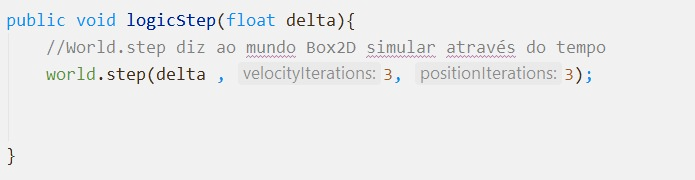 public void logicStep(float delta){
//World.step diz ao mundo Box2D simular através do tempo
world.step(delta , velocityIterations: 3, positionIterations: 3);
}